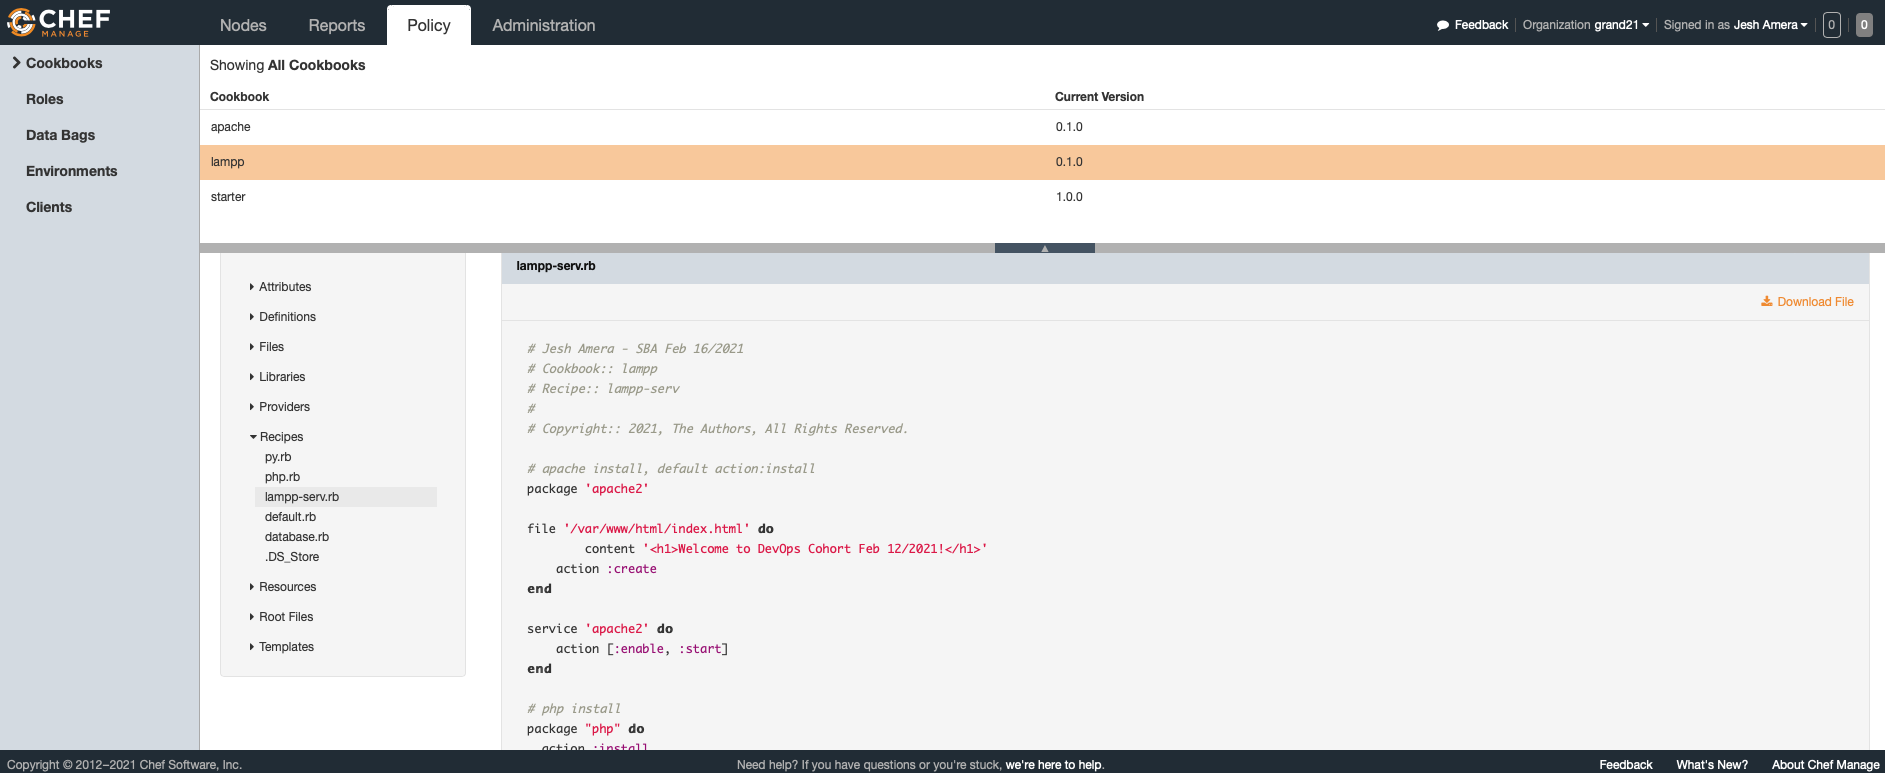 CHEF
MANAGE
Nodes Reports Policy Administration
Feedback Organization grand21 Signed in as Jesh Amera 0 0
Cookbooks
Roles
Data Bags
Environments
Clients
Showing All Cookbooks
Cookbook Current Version
apache 0.1.0
lampp 0.1.0
starter 1.0.0
Attributes
Definitions
Files
Libraries
Providers
Recipes
py.rb
php.rb
lampp-serv.rb
default.rb
database.rb
.DS_Store
Resources
Root Files
Templates
lampp-serv.rb
Download File
# Jesh Amera - SBA Feb 16/2021
# Cookbook:: lampp
# Recipe:: lampp-serv
#
# Copyright:: 2021, The Authors, All Rights Reserved.
# apache install, default action:install
package 'apache2'
file '/var/www/html/index.html' do
content '<h1>Welcome to DevOps Cohort Feb 12/2021!</h1>'
action :create
end
service 'apache2' do
action [:enable, :start]
end
# php install
package "php" do
action :install
Copyright © 2012–2021 Chef Software, Inc.
Need help? If you have questions or you're stuck, we're here to help.
Feedback What's New? About Chef Manage